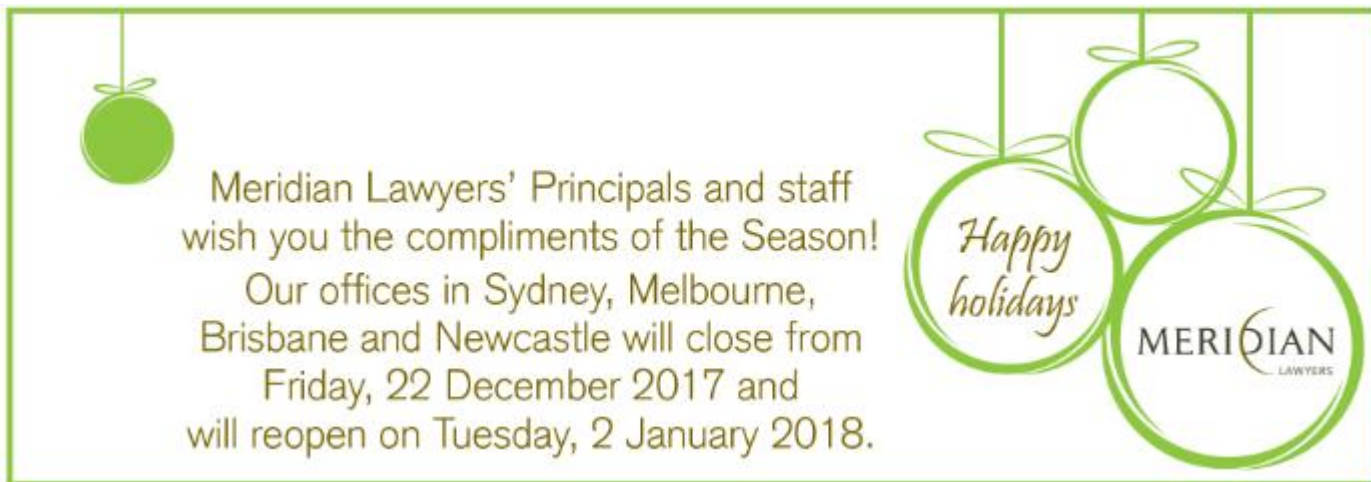 Meridian Lawyers' Principals and staff
wish you the compliments of the Season!
Our offices in Sydney, Melbourne,
Brisbane and Newcastle will close from
Friday, 22 December 2017 and
will reopen on Tuesday, 2 January 2018.
Happy
holidays
MERIDIAN
LAWYERS